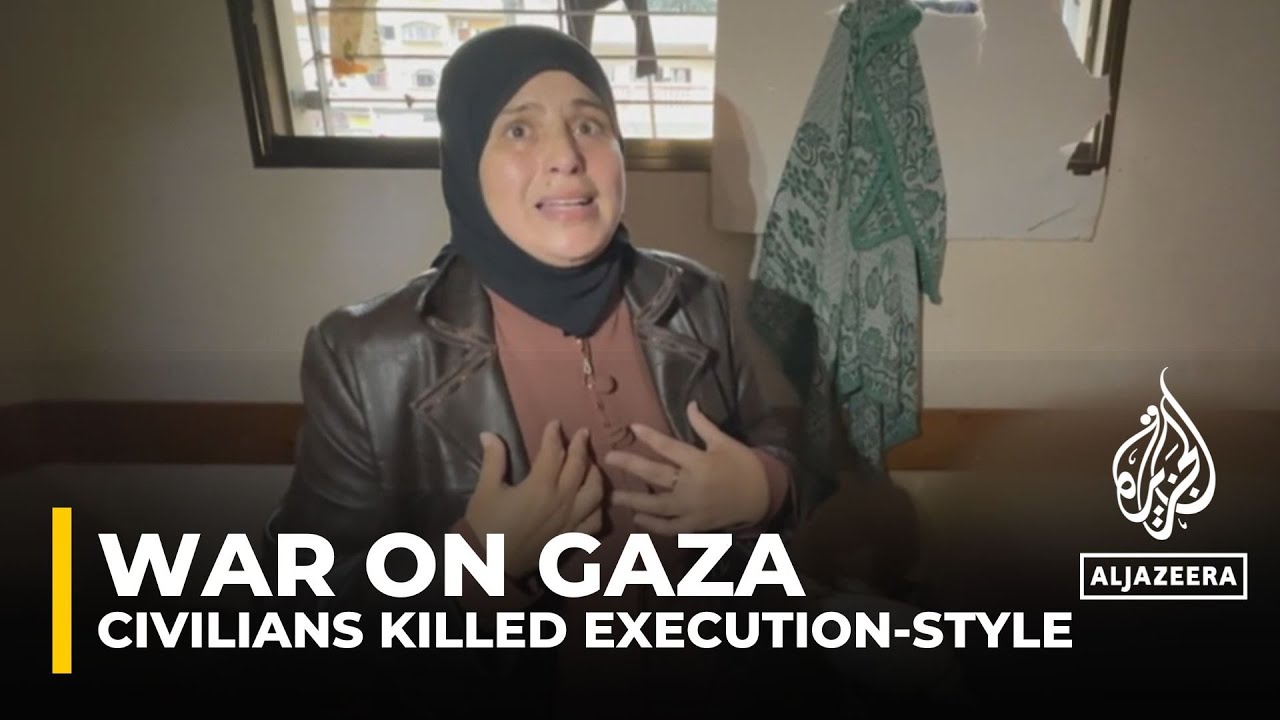 WAR ON GAZA
CIVILIANS KILLED EXECUTION-STYLE
الجزيرة
ALJAZEERA